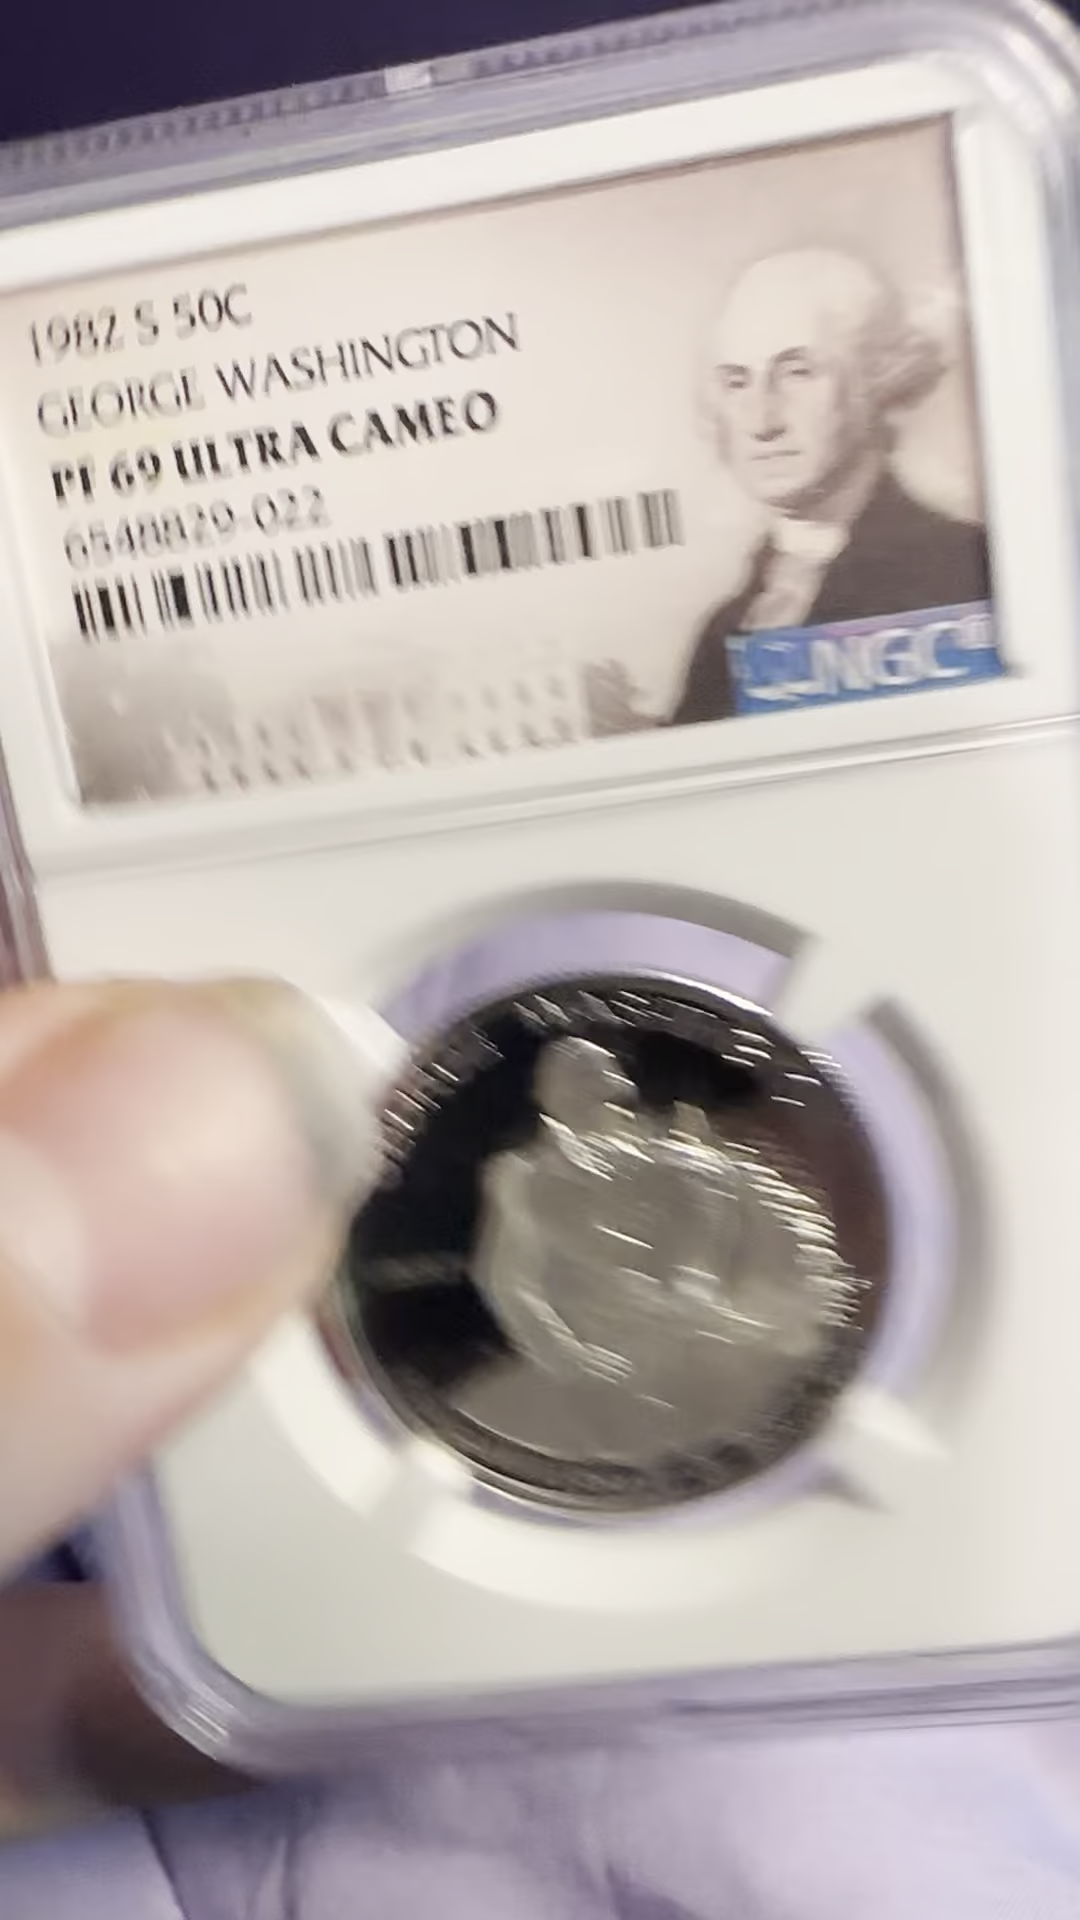 1982 S 50C
GEORGE WASHINGTON
PF 69 ULTRA CAMEO
6548829-022
NGC